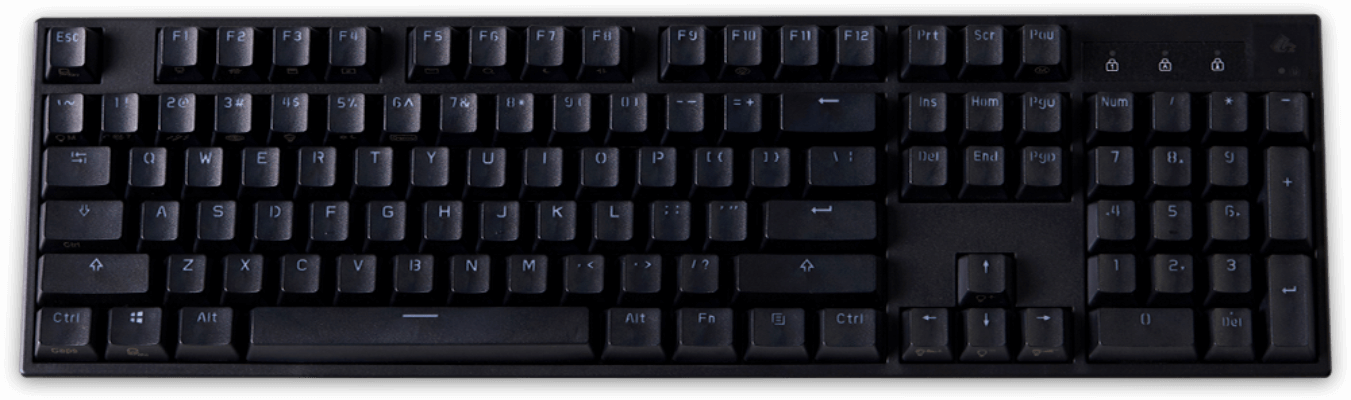 Esc F1 F2 F3 F4 F5 F6 F7 F8 F9 F10 F11 F12 Prt Scr Pau
`~ 1! 2@ 3# 4$ 5% 6^ 7& 8* 9( 0) -- =+ ← Ins Hom Pgu Num / * -
Q W E R T Y U I O P [{ ]} \| Del End Pgn 7 8 9 +
A S D F G H J K L ;: '" 4 5 6
Z X C V B N M ,< .> /? ↑ 1 2 3
Ctrl Alt Alt Fn Ctrl ← ↓ → 0 Del
Caps